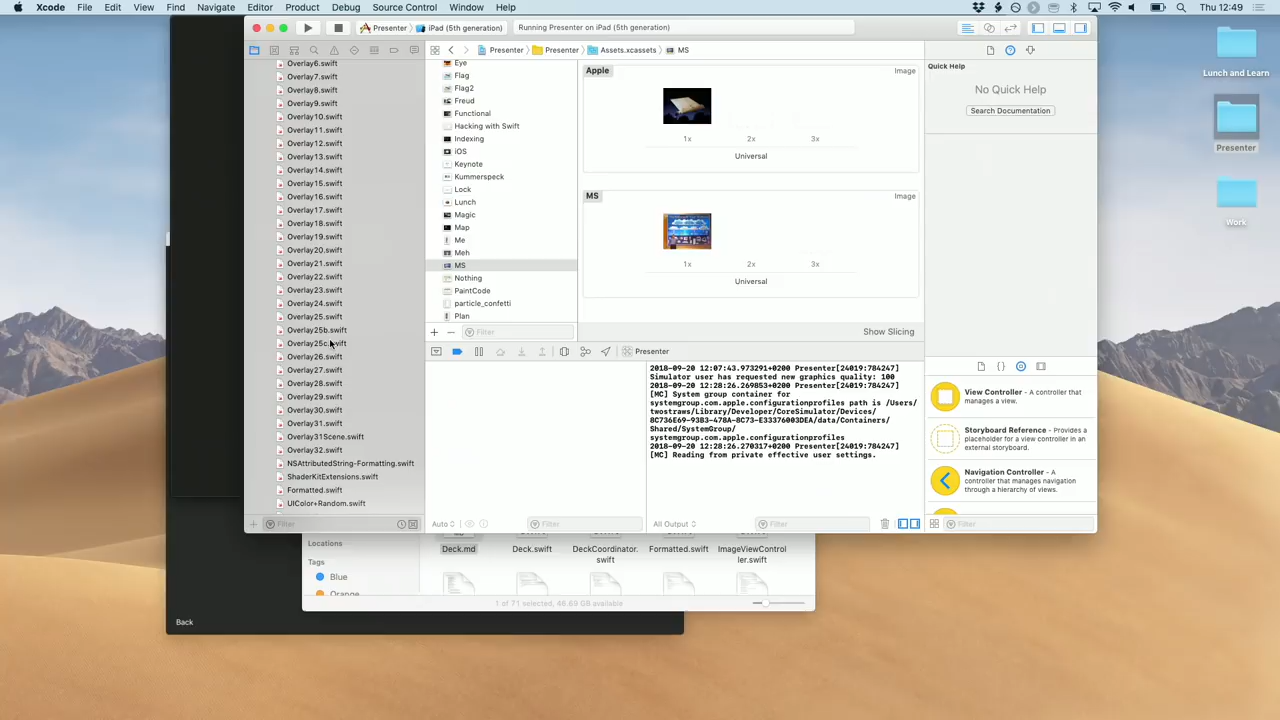 Xcode File Edit View Find Navigate Editor Product Debug Source Control Window Help
Thu 12:49
Presenter iPad (5th generation)
Running Presenter on iPad (5th generation)
Presenter Presenter Assets.xcassets MS
Overlay6.swift
Overlay7.swift
Overlay8.swift
Overlay9.swift
Overlay10.swift
Overlay11.swift
Overlay12.swift
Overlay13.swift
Overlay14.swift
Overlay15.swift
Overlay16.swift
Overlay17.swift
Overlay18.swift
Overlay19.swift
Overlay20.swift
Overlay21.swift
Overlay22.swift
Overlay23.swift
Overlay24.swift
Overlay25.swift
Overlay25b.swift
Overlay25c.swift
Overlay26.swift
Overlay27.swift
Overlay28.swift
Overlay29.swift
Overlay30.swift
Overlay31.swift
Overlay31Scene.swift
Overlay32.swift
NSAttributedString-Formatting.swift
ShaderKitExtensions.swift
Formatted.swift
UIColor+Random.swift
Filter
Eye
Flag
Flag2
Freud
Functional
Hacking with Swift
Indexing
iOS
Keynote
Kummerspeck
Lock
Lunch
Magic
Map
Me
Meh
MS
Nothing
PaintCode
particle_confetti
Plan
Filter
Apple
Image
1x 2x 3x
Universal
MS
Image
1x 2x 3x
Universal
Show Slicing
Presenter
2018-09-20 12:07:43.973291+0200 Presenter[24019:784247]
Simulator user has requested new graphics quality: 100
2018-09-20 12:28:26.269853+0200 Presenter[24019:784247]
[MC] System group container for
systemgroup.com.apple.configurationprofiles path is /Users/
twostraws/Library/Developer/CoreSimulator/Devices/
8C736E69-93B3-478A-8C73-E33376003DEA/data/Containers/
Shared/SystemGroup/
systemgroup.com.apple.configurationprofiles
2018-09-20 12:28:26.270317+0200 Presenter[24019:784247]
[MC] Reading from private effective user settings.
Auto
Filter
All Output
Filter
Quick Help
No Quick Help
Search Documentation
View Controller - A controller that
manages a view.
Storyboard Reference - Provides a
placeholder for a view controller in an
external storyboard.
Navigation Controller - A
controller that manages navigation
through a hierarchy of views.
Filter
Lunch and Learn
Presenter
Work
Locations
Tags
Blue
Orange
Deck.md
Deck.swift
DeckCoordinator.
swift
Formatted.swift
ImageViewControl
ler.swift
1 of 71 selected, 46.69 GB available
Back